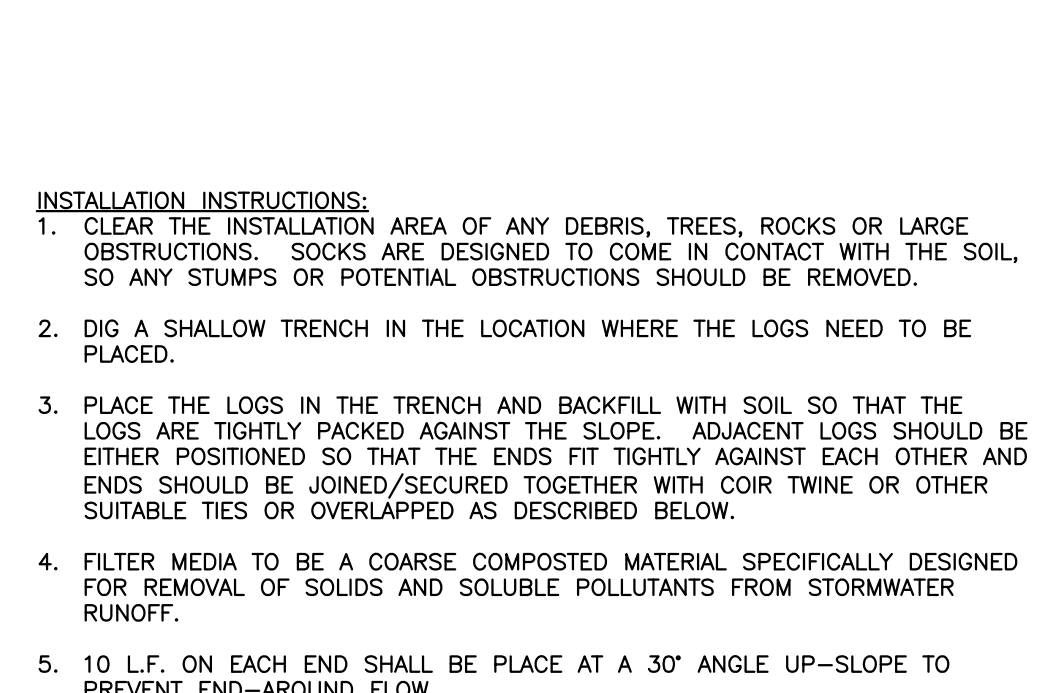 INSTALLATION INSTRUCTIONS:
1. CLEAR THE INSTALLATION AREA OF ANY DEBRIS, TREES, ROCKS OR LARGE
OBSTRUCTIONS. SOCKS ARE DESIGNED TO COME IN CONTACT WITH THE SOIL,
SO ANY STUMPS OR POTENTIAL OBSTRUCTIONS SHOULD BE REMOVED.
2. DIG A SHALLOW TRENCH IN THE LOCATION WHERE THE LOGS NEED TO BE
PLACED.
3. PLACE THE LOGS IN THE TRENCH AND BACKFILL WITH SOIL SO THAT THE
LOGS ARE TIGHTLY PACKED AGAINST THE SLOPE. ADJACENT LOGS SHOULD BE
EITHER POSITIONED SO THAT THE ENDS FIT TIGHTLY AGAINST EACH OTHER AND
ENDS SHOULD BE JOINED/SECURED TOGETHER WITH COIR TWINE OR OTHER
SUITABLE TIES OR OVERLAPPED AS DESCRIBED BELOW.
4. FILTER MEDIA TO BE A COARSE COMPOSTED MATERIAL SPECIFICALLY DESIGNED
FOR REMOVAL OF SOLIDS AND SOLUBLE POLLUTANTS FROM STORMWATER
RUNOFF.
5. 10 L.F. ON EACH END SHALL BE PLACE AT A 30° ANGLE UP-SLOPE TO
PREVENT END-AROUND FLOW